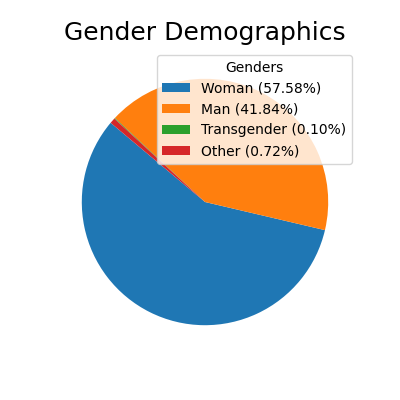 Gender Demographics
Genders
Woman (57.58%)
Man (41.84%)
Transgender (0.10%)
Other (0.72%)